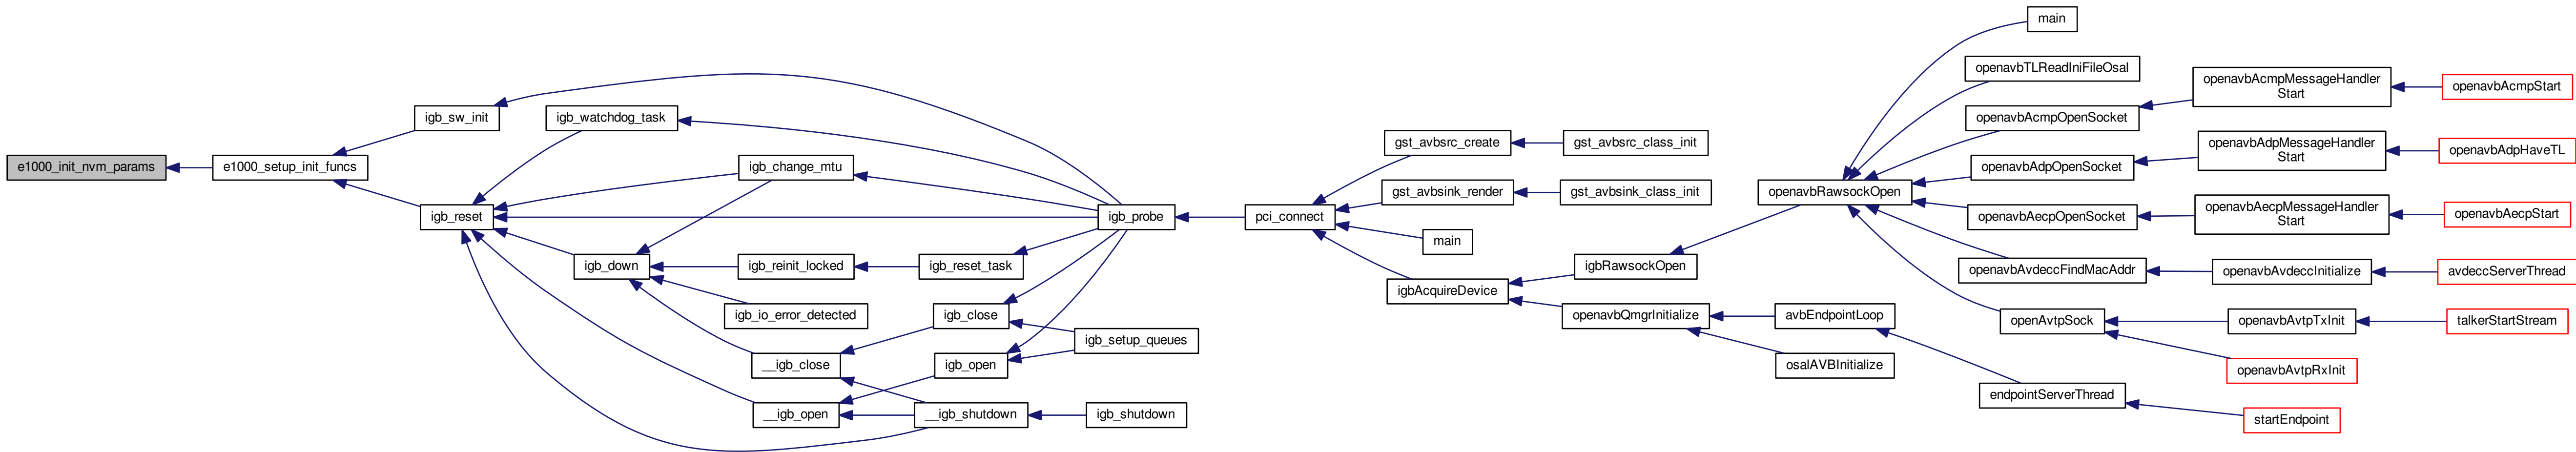 e1000_init_nvm_params
e1000_setup_init_funcs
igb_sw_init
igb_reset
igb_watchdog_task
igb_change_mtu
igb_down
igb_reinit_locked
igb_reset_task
igb_io_error_detected
igb_close
igb_setup_queues
__igb_close
igb_open
__igb_open
__igb_shutdown
igb_shutdown
igb_probe
pci_connect
gst_avbsrc_create
gst_avbsrc_class_init
gst_avbsink_render
gst_avbsink_class_init
main
igbAcquireDevice
igbRawsockOpen
openavbQmgrInitialize
avbEndpointLoop
osalAVBInitialize
endpointServerThread
startEndpoint
openavbRawsockOpen
main
openavbTLReadIniFileOsal
openavbAcmpOpenSocket
openavbAcmpMessageHandler
Start
openavbAcmpStart
openavbAdpOpenSocket
openavbAdpMessageHandler
Start
openavbAdpHaveTL
openavbAecpOpenSocket
openavbAecpMessageHandler
Start
openavbAecpStart
openavbAvdeccFindMacAddr
openavbAvdeccInitialize
avdeccServerThread
openAvtpSock
openavbAvtpTxInit
talkerStartStream
openavbAvtpRxInit